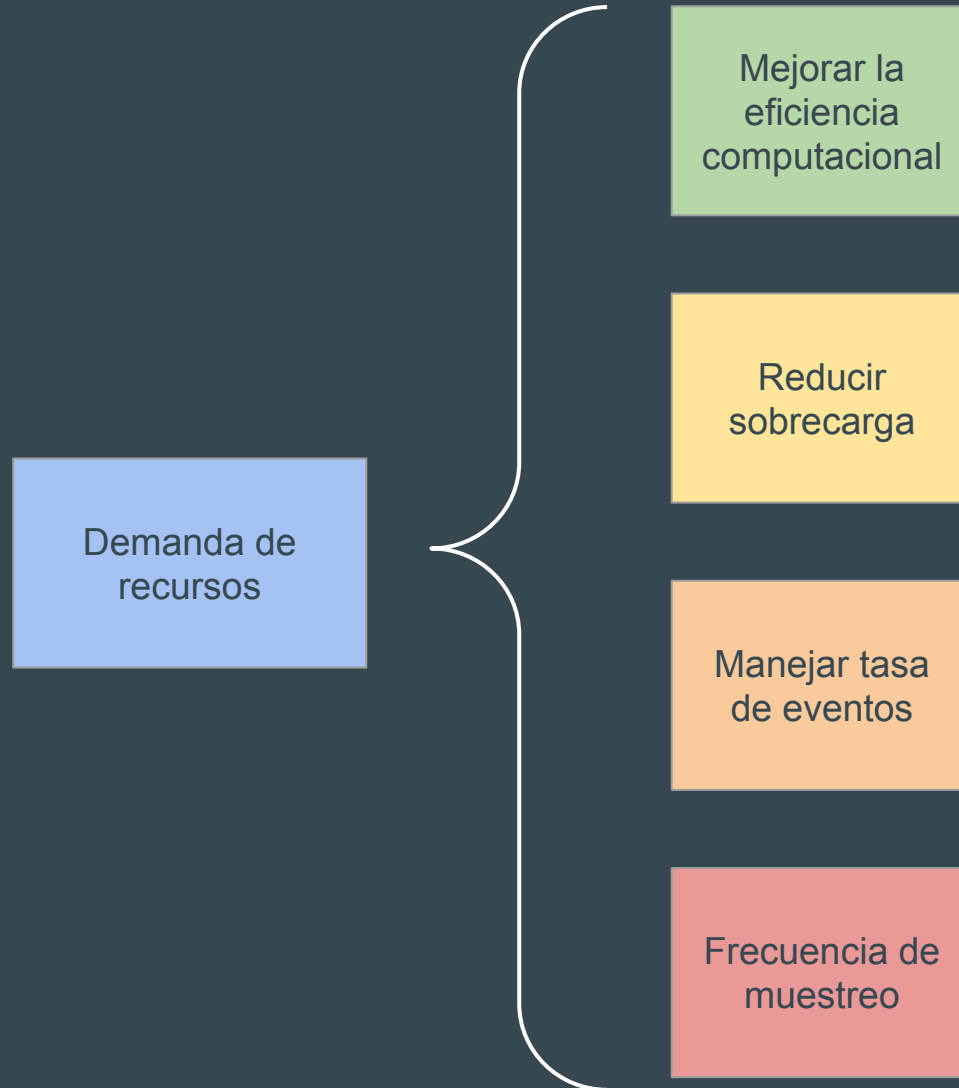 Mejorar la
eficiencia
computacional
Reducir
sobrecarga
Demanda de
recursos
Manejar tasa
de eventos
Frecuencia de
muestreo